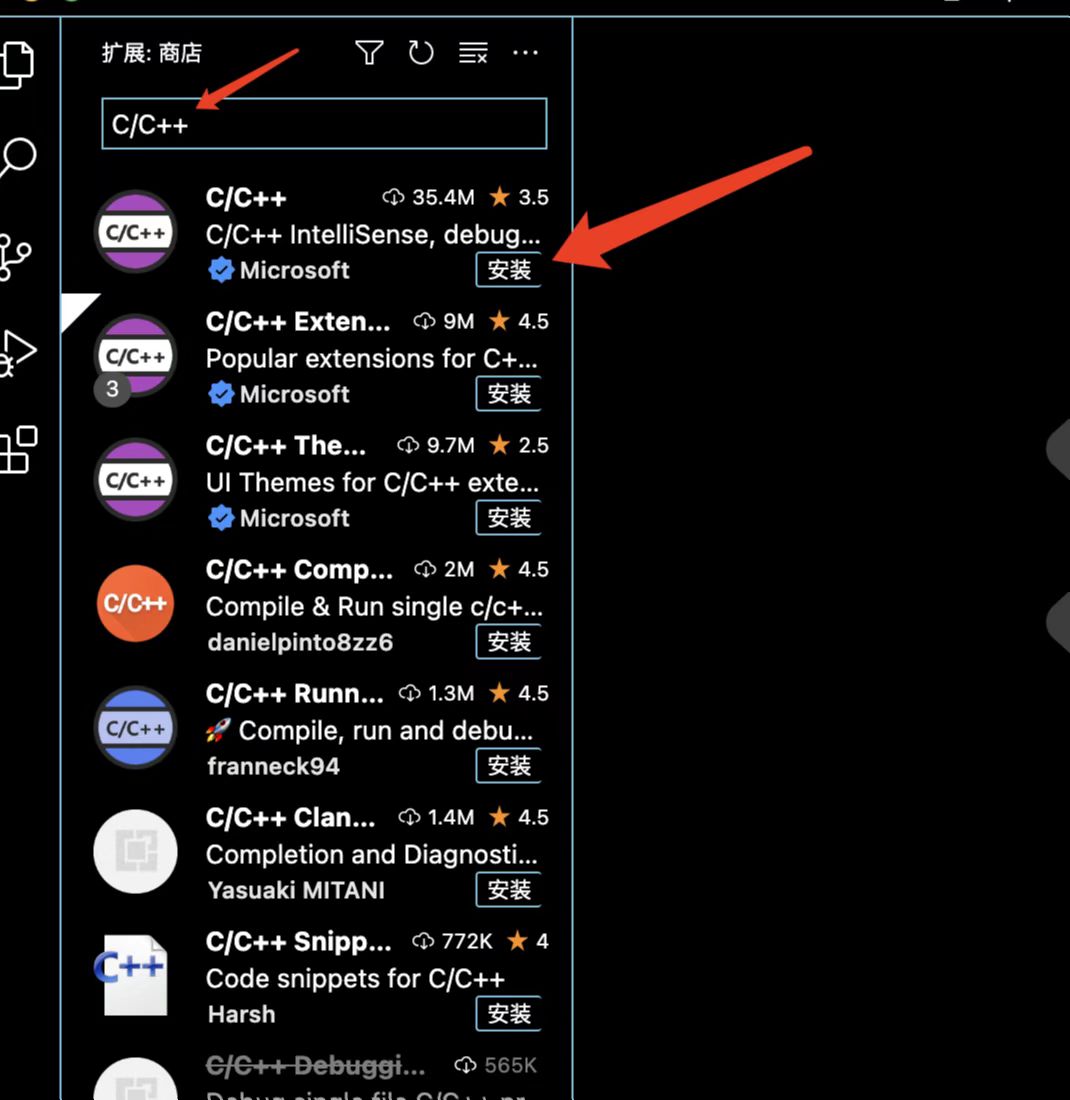 扩展: 商店
C/C++
C/C++ 35.4M 3.5
C/C++ IntelliSense, debug...
C/C++
Microsoft 安装
C/C++ Exten... 9M 4.5
Popular extensions for C+...
C/C++
3
Microsoft 安装
C/C++ The... 9.7M 2.5
UI Themes for C/C++ exte...
C/C++
Microsoft 安装
C/C++ Comp... 2M 4.5
Compile & Run single c/c+...
C/C++
danielpinto8zz6 安装
C/C++ Runn... 1.3M 4.5
🚀 Compile, run and debu...
C/C++
franneck94 安装
C/C++ Clan... 1.4M 4.5
Completion and Diagnosti...
Yasuaki MITANI 安装
C/C++ Snipp... 772K 4
C++
Code snippets for C/C++
Harsh 安装
C/C++ Debuggi... 565K
Debug single file C/C++ pr...